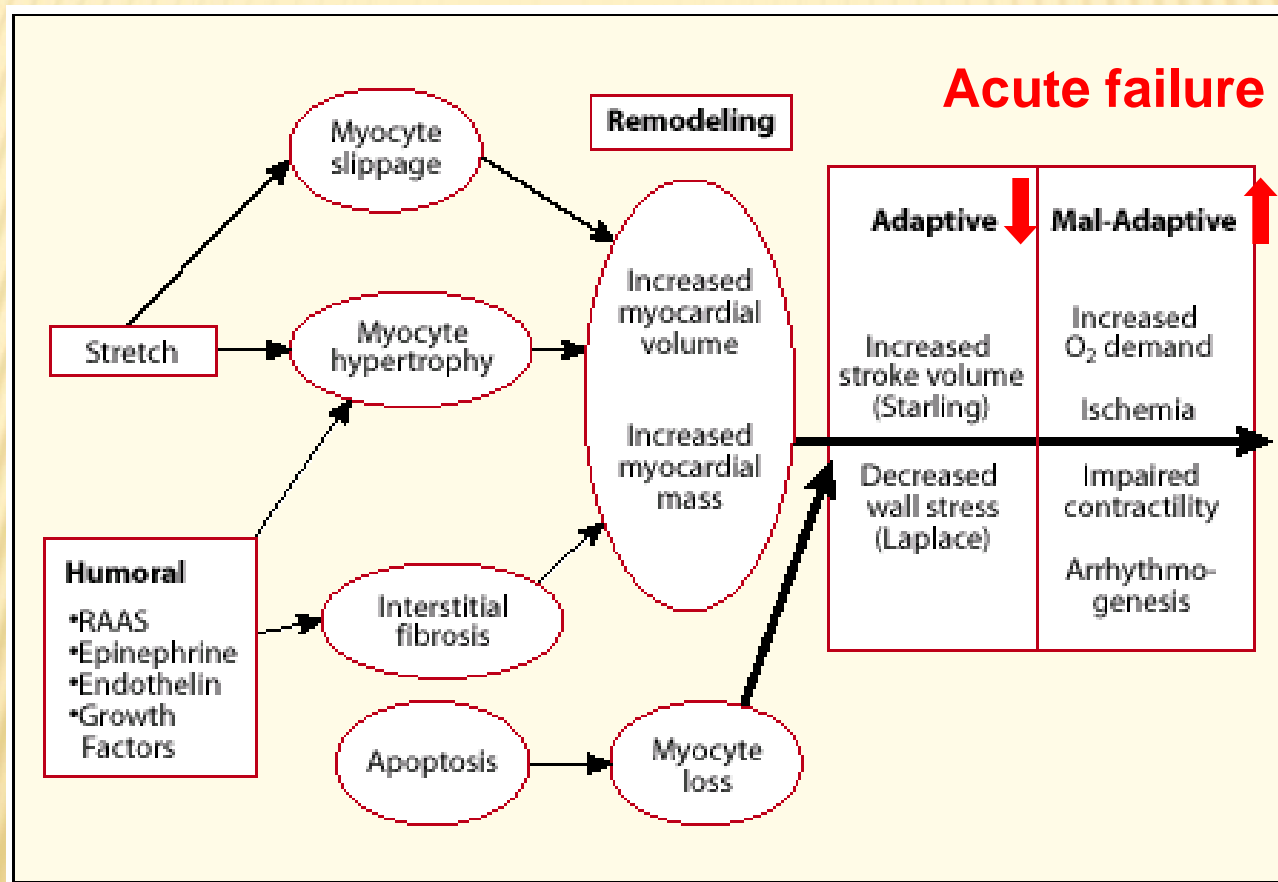 Acute failure
Remodeling
Myocyte
slippage
Stretch
Myocyte
hypertrophy
Humoral
•RAAS
•Epinephrine
•Endothelin
•Growth
Factors
Interstitial
fibrosis
Apoptosis
Myocyte
loss
Increased
myocardial
volume
Increased
myocardial
mass
Adaptive
Increased
stroke volume
(Starling)
Decreased
wall stress
(Laplace)
Mal-Adaptive
Increased
O₂ demand
Ischemia
Impaired
contractility
Arrhythmo-
genesis